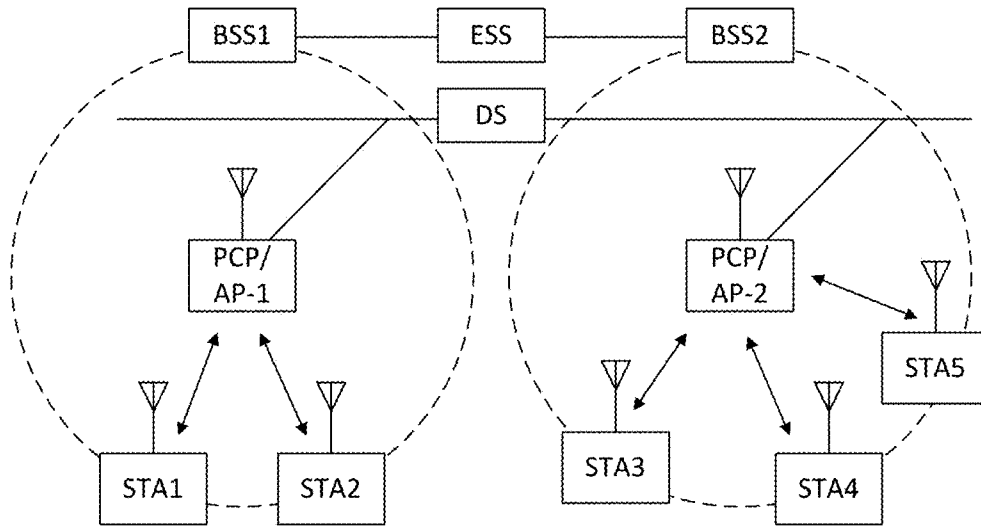 BSS1
ESS
BSS2
DS
PCP/
AP-1
PCP/
AP-2
STA5
STA3
STA1
STA2
STA4